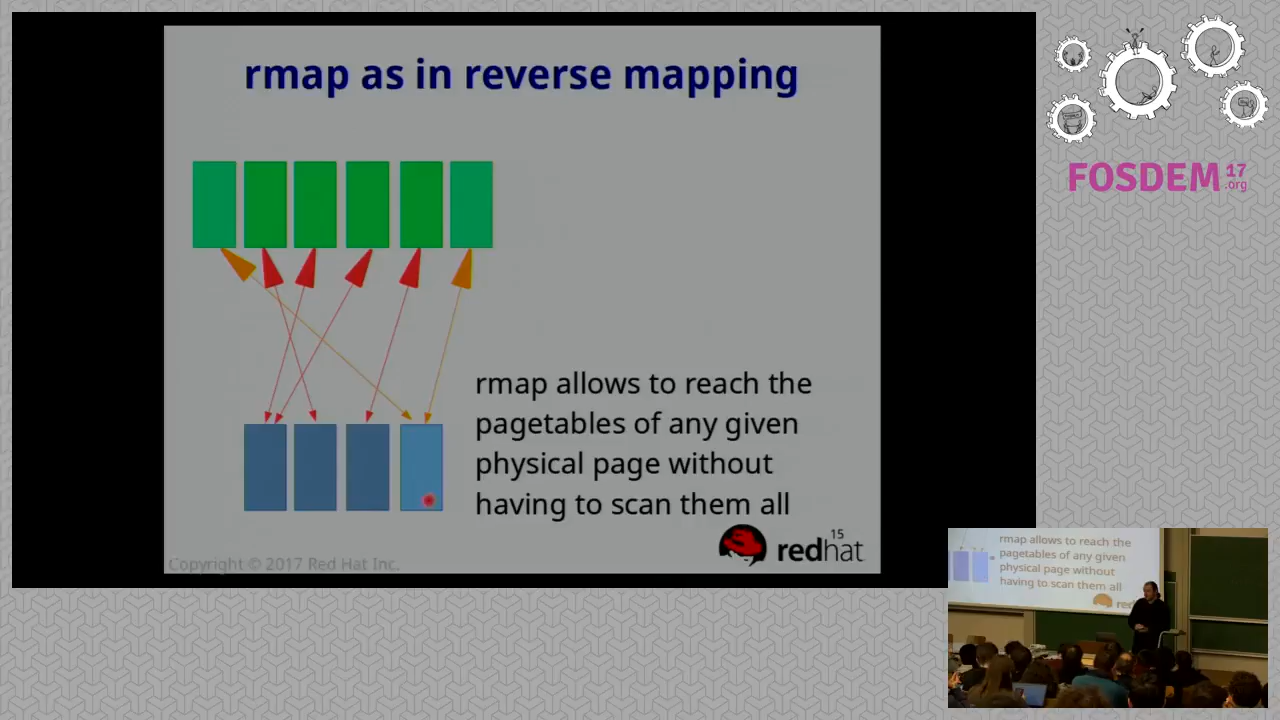 rmap as in reverse mapping
rmap allows to reach the
pagetables of any given
physical page without
having to scan them all
15
redhat
Copyright © 2017 Red Hat Inc.
FOSDEM 17
.org
rmap allows to reach the
pagetables of any given
physical page without
having to scan them all
red